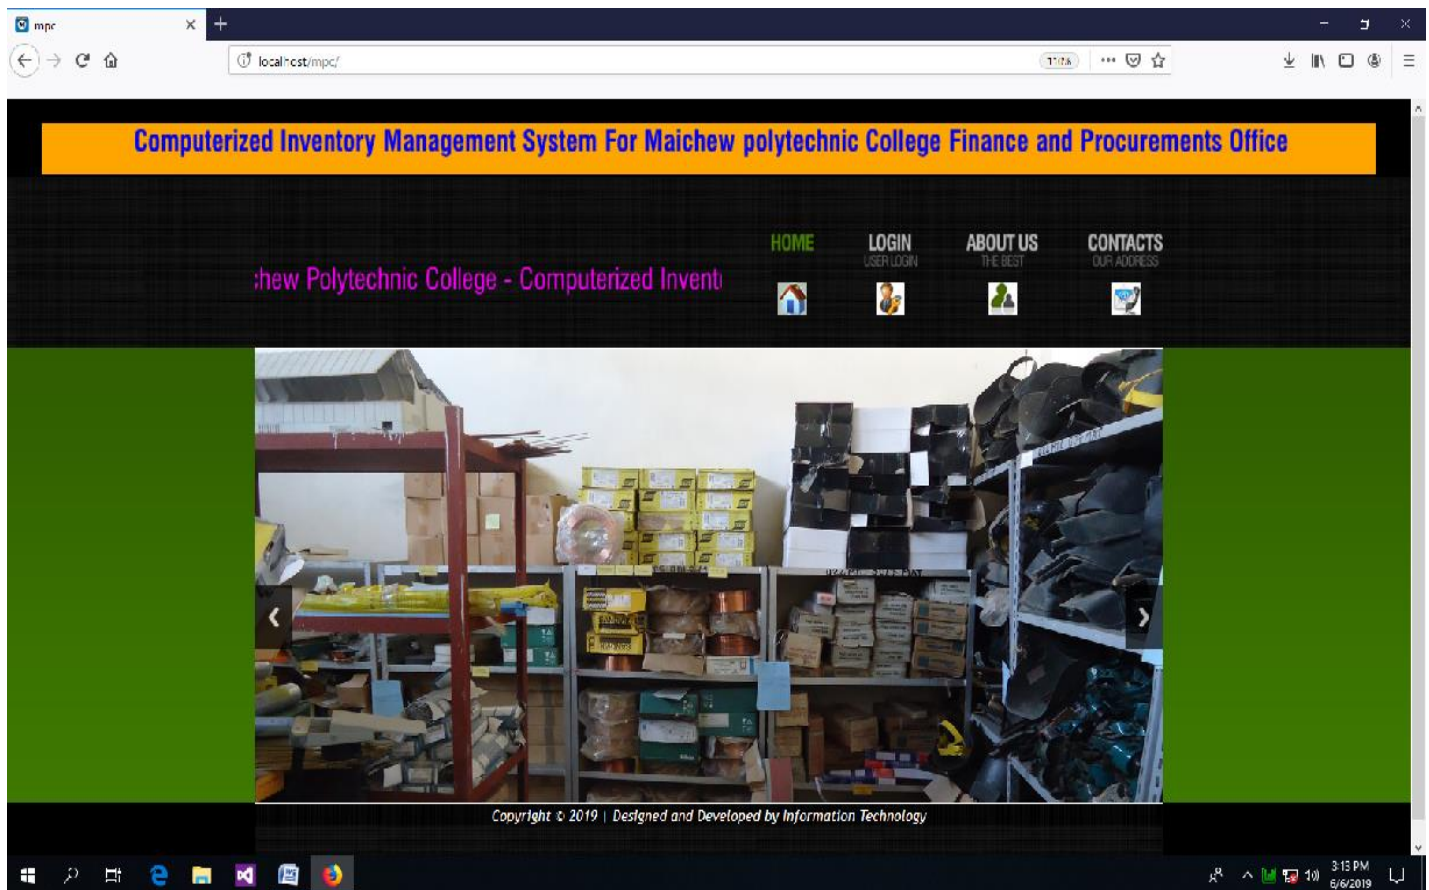 mpc
localhost/mpc/
110%
Computerized Inventory Management System For Maichew polytechnic College Finance and Procurements Office
HOME
LOGIN
USER LOGIN
ABOUT US
THE BEST
CONTACTS
OUR ADDRESS
chew Polytechnic College - Computerized Invent
Copyright © 2019 | Designed and Developed by Information Technology
3:13 PM
6/6/2019